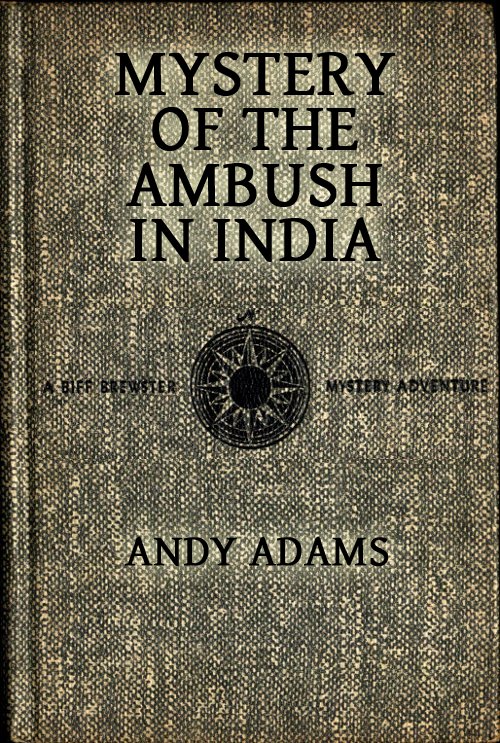 MYSTERY
OF THE
AMBUSH
IN INDIA
N
A BIFF BREWSTER MYSTERY ADVENTURE
ANDY ADAMS